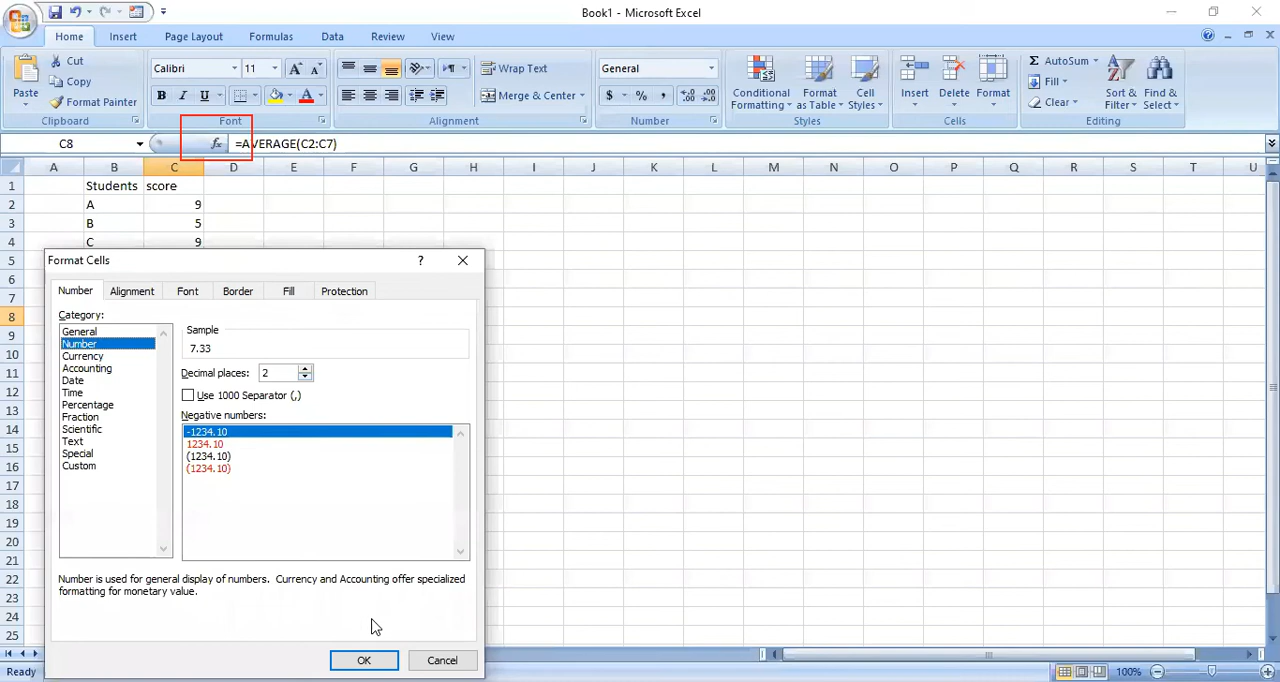 Book1 - Microsoft Excel
Home Insert Page Layout Formulas Data Review View
Paste
Cut
Copy
Format Painter
Clipboard
Calibri 11 A A
B I U A
Font
Wrap Text
Merge & Center
Alignment
General
$ % , .00 .0
Number
Conditional Formatting
Format as Table
Cell Styles
Styles
Insert Delete Format
Cells
Σ AutoSum
Fill
Clear
Sort & Filter
Find & Select
Editing
C8 fx =AVERAGE(C2:C7)
A B C D E F G H I J K L M N O P Q R S T U
1 Students score
2 A 9
3 B 5
4 C 9
5
6
7
8
9
10
11
12
13
14
15
16
17
18
19
20
21
22
23
24
25
Format Cells ?
Number Alignment Font Border Fill Protection
Category:
General
Number
Currency
Accounting
Date
Time
Percentage
Fraction
Scientific
Text
Special
Custom
Sample
7.33
Decimal places: 2
Use 1000 Separator (,)
Negative numbers:
-1234.10
1234.10
(1234.10)
(1234.10)
Number is used for general display of numbers. Currency and Accounting offer specialized
formatting for monetary value.
OK Cancel
Ready 100%